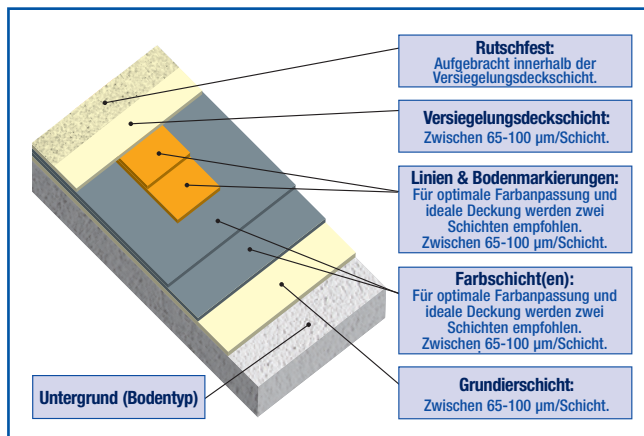 Rutschfest:
Aufgebracht innerhalb der
Versiegelungsdeckschicht.
Versiegelungsdeckschicht:
Zwischen 65-100 µm/Schicht.
Linien & Bodenmarkierungen:
Für optimale Farbanpassung und
ideale Deckung werden zwei
Schichten empfohlen.
Zwischen 65-100 µm/Schicht.
Farbschicht(en):
Für optimale Farbanpassung und
ideale Deckung werden zwei
Schichten empfohlen.
Zwischen 65-100 µm/Schicht.
Grundierschicht:
Zwischen 65-100 µm/Schicht.
Untergrund (Bodentyp)